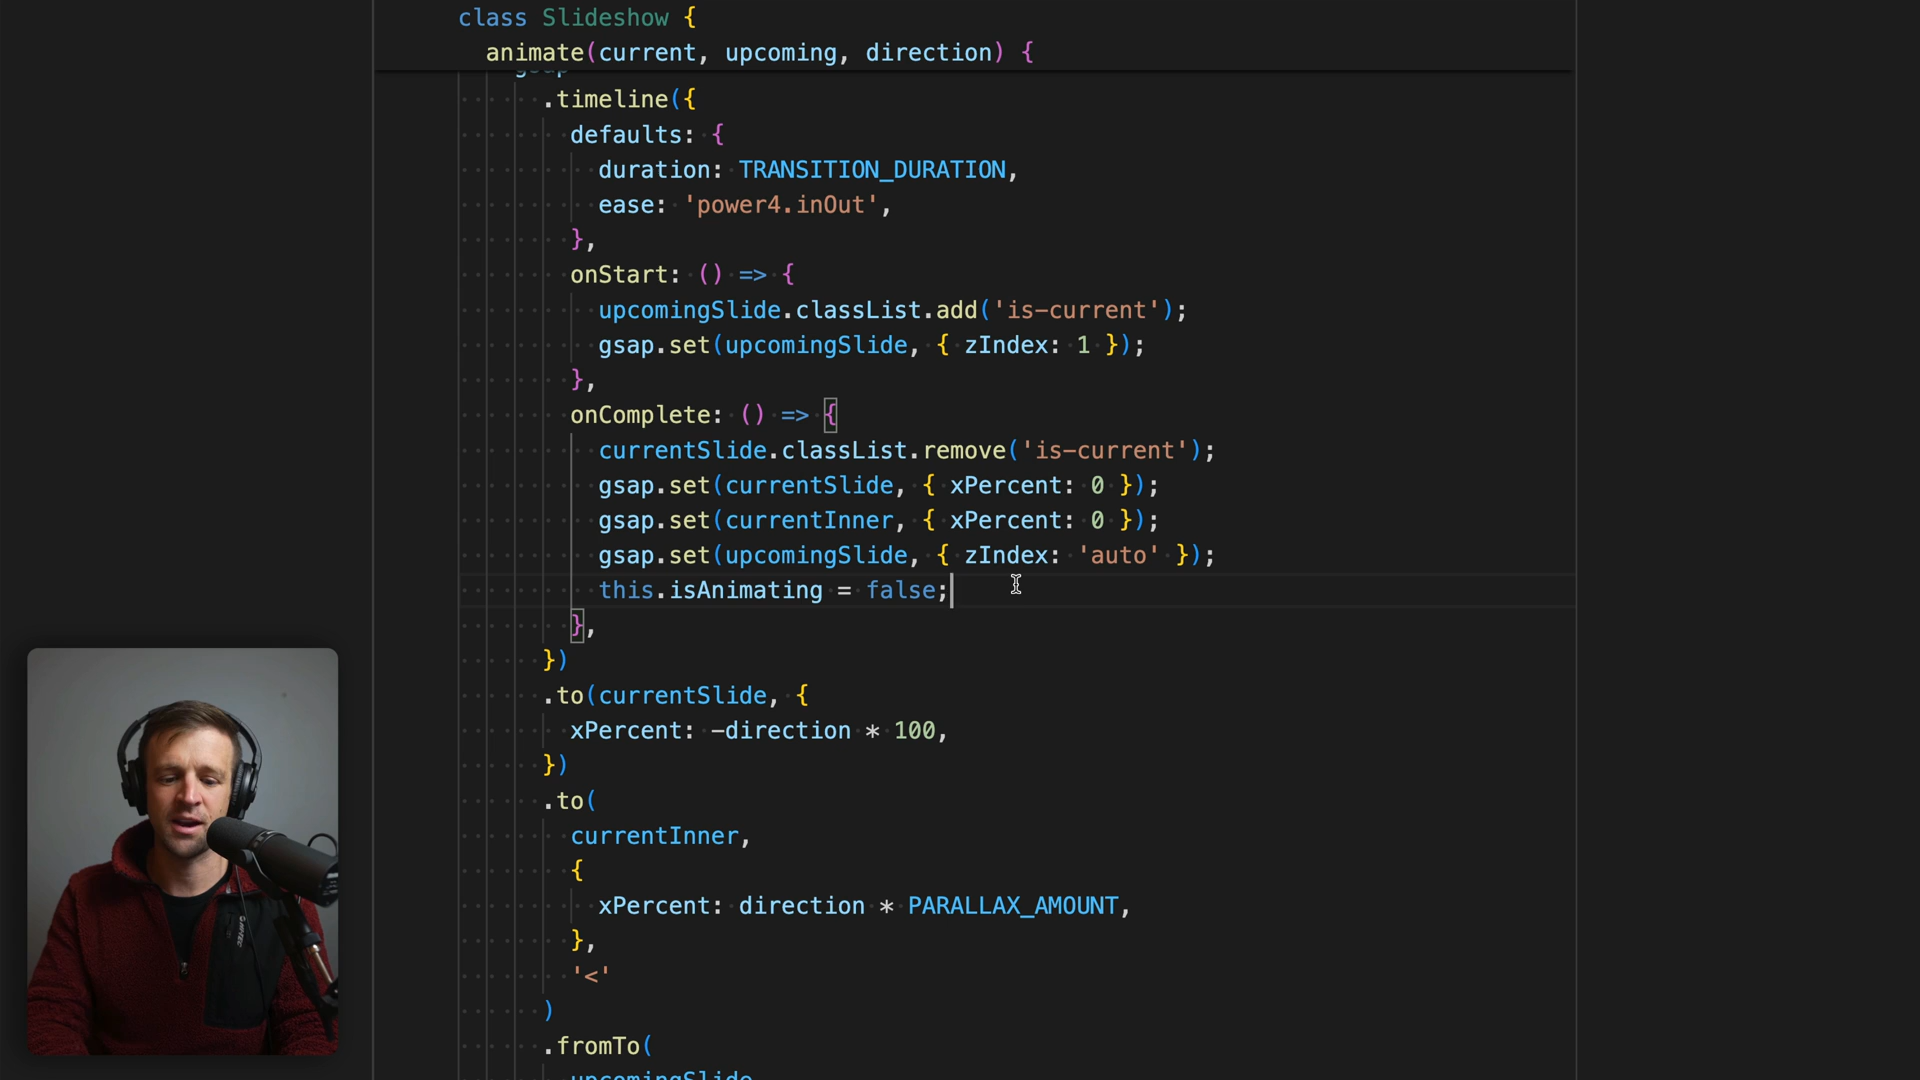 class Slideshow {
animate(current, upcoming, direction) {
.timeline({
defaults: {
duration: TRANSITION_DURATION,
ease: 'power4.inOut',
},
onStart: () => {
upcomingSlide.classList.add('is-current');
gsap.set(upcomingSlide, { zIndex: 1 });
},
onComplete: () => {
currentSlide.classList.remove('is-current');
gsap.set(currentSlide, { xPercent: 0 });
gsap.set(currentInner, { xPercent: 0 });
gsap.set(upcomingSlide, { zIndex: 'auto' });
this.isAnimating = false;
},
})
.to(currentSlide, {
xPercent: -direction * 100,
})
.to(
currentInner,
{
xPercent: direction * PARALLAX_AMOUNT,
},
'<'
)
.fromTo(
upcomingSlide